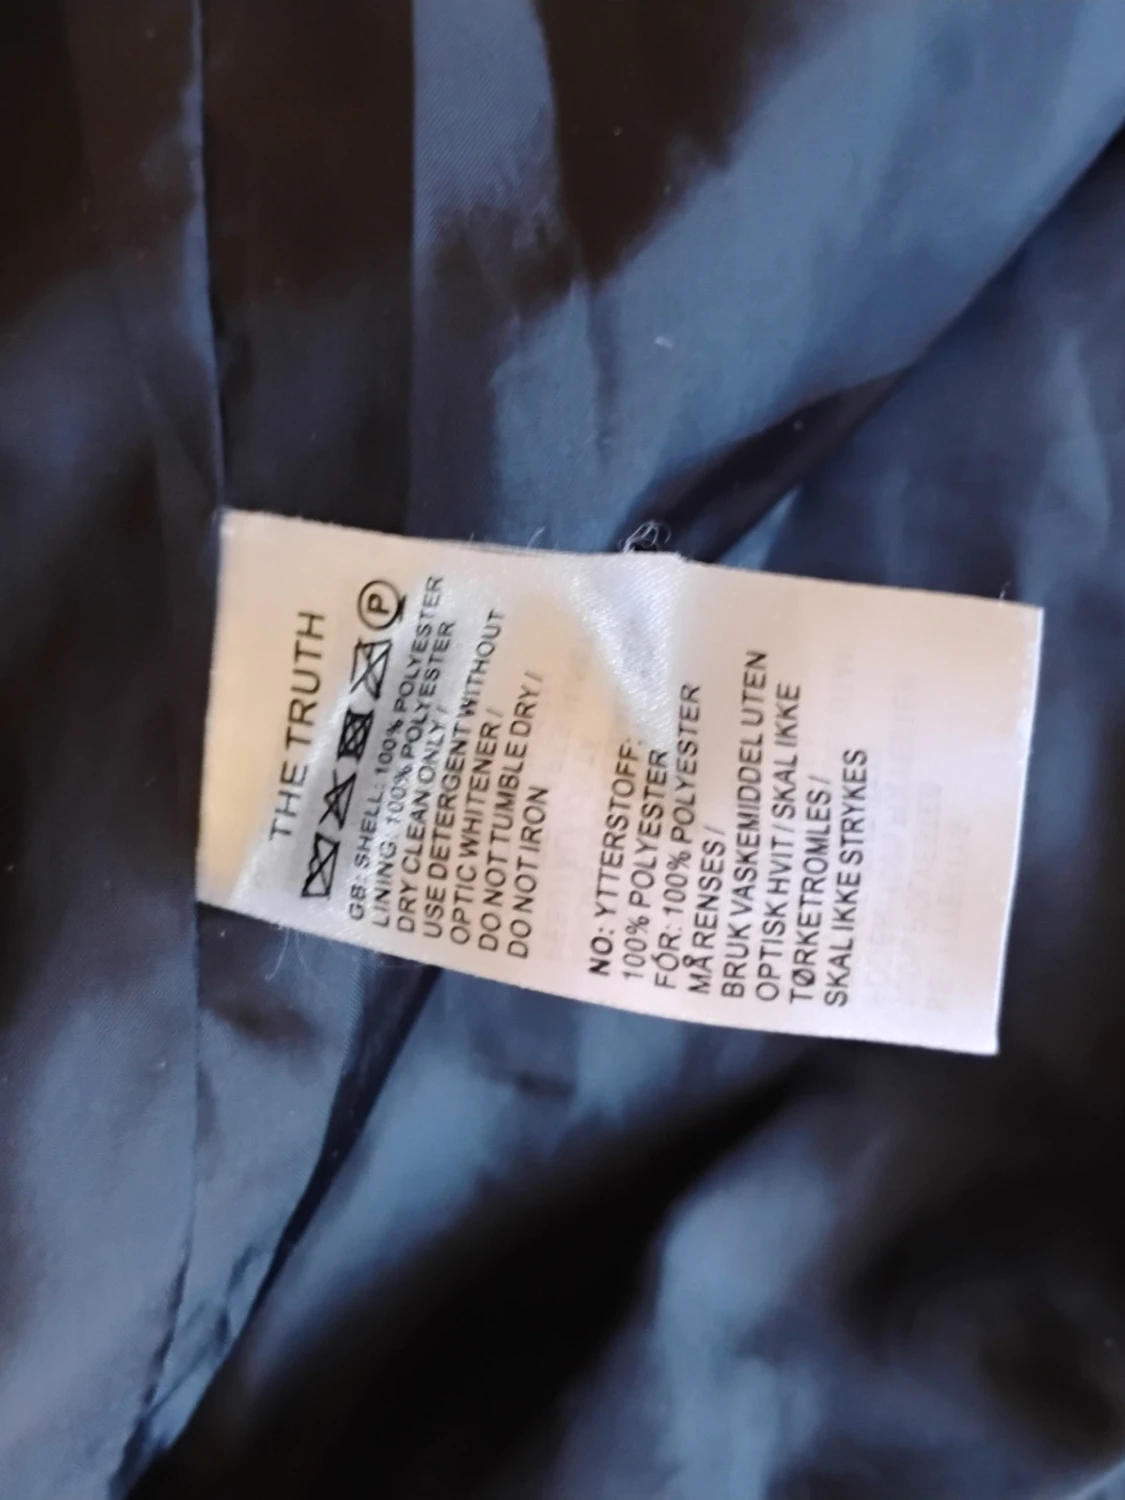 THE TRUTH
P
GB: SHELL: 100% POLYESTER
LINING: 100% POLYESTER
DRY CLEAN ONLY /
USE DETERGENT WITHOUT
OPTIC WHITENER /
DO NOT TUMBLE DRY /
DO NOT IRON
NO: YTTERSTOFF:
100% POLYESTER
FÓR: 100% POLYESTER
MÅ RENSES /
BRUK VASKEMIDDEL UTEN
OPTISK HVIT / SKAL IKKE
TØRKETROMLES /
SKAL IKKE STRYKES